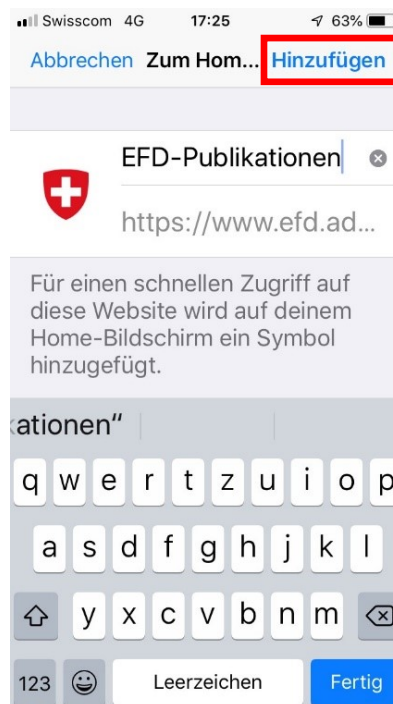 Swisscom 4G 17:25 63%
Abbrechen Zum Hom... Hinzufügen
EFD-Publikationen
https://www.efd.ad...
Für einen schnellen Zugriff auf
diese Website wird auf deinem
Home-Bildschirm ein Symbol
hinzugefügt.
ationen“
q w e r t z u i o p
a s d f g h j k l
y x c v b n m
123 Leerzeichen Fertig